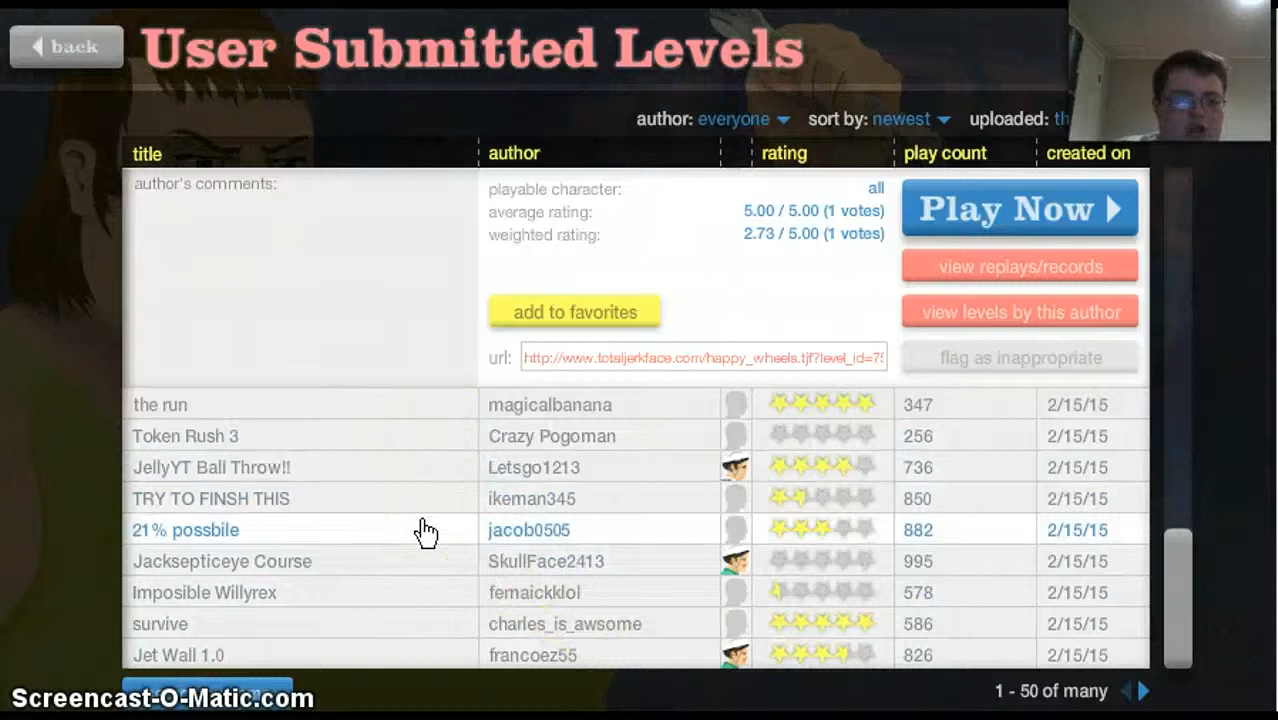 back
User Submitted Levels
author: everyone sort by: newest uploaded:
title author rating play count created on
author's comments:
playable character: all
average rating: 5.00 / 5.00 (1 votes)
weighted rating: 2.73 / 5.00 (1 votes)
Play Now
view replays/records
add to favorites
view levels by this author
url: http://www.totaljerkface.com/happy_wheels.tjf?level_id=7
flag as inappropriate
the run magicalbanana 347 2/15/15
Token Rush 3 Crazy Pogoman 256 2/15/15
JellyYT Ball Throw!! Letsgo1213 736 2/15/15
TRY TO FINSH THIS ikeman345 850 2/15/15
21% possbile jacob0505 882 2/15/15
Jacksepticeye Course SkullFace2413 995 2/15/15
Imposible Willyrex femaickklol 578 2/15/15
survive charles_is_awsome 586 2/15/15
Jet Wall 1.0 francoez55 826 2/15/15
1 - 50 of many
Screencast-O-Matic.com